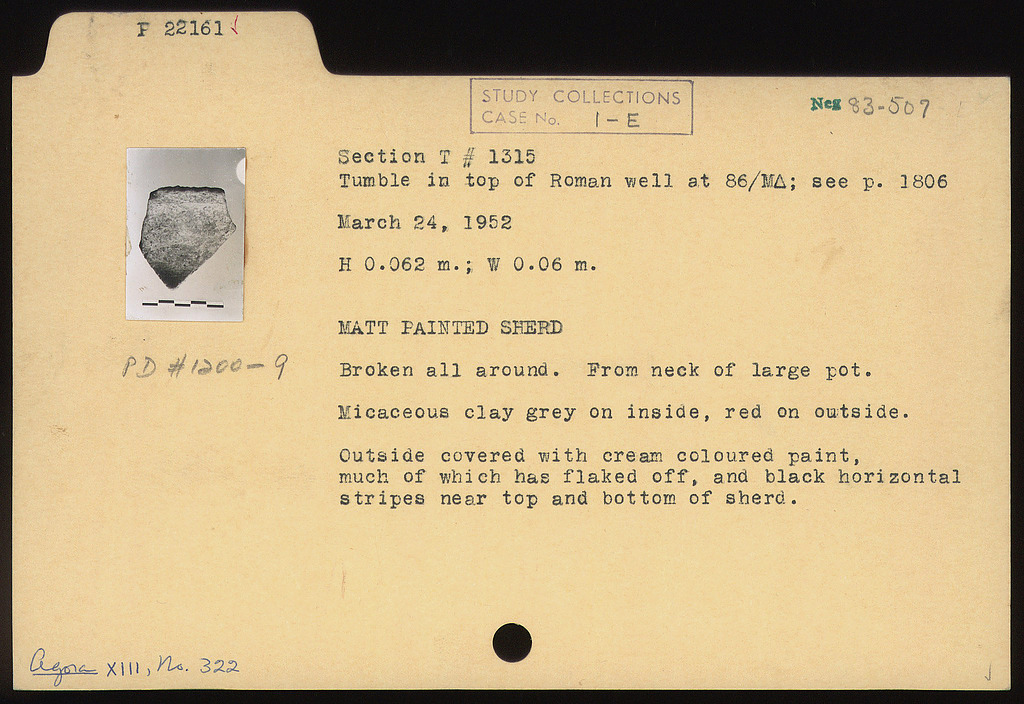 P 22161 ✓
STUDY COLLECTIONS
CASE No. 1-E
Neg 83-507
Section T # 1315
Tumble in top of Roman well at 86/ΜΔ; see p. 1806
March 24, 1952
H 0.062 m.; W 0.06 m.
MATT PAINTED SHERD
PD #1200-9
Broken all around. From neck of large pot.
Micaceous clay grey on inside, red on outside.
Outside covered with cream coloured paint,
much of which has flaked off, and black horizontal
stripes near top and bottom of sherd.
Agora XIII, No. 322